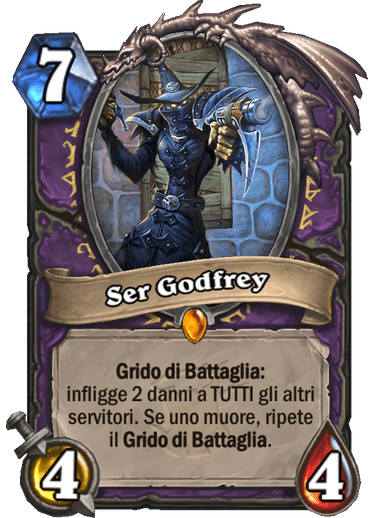 7
Ser Godfrey
Grido di Battaglia:
infligge 2 danni a TUTTI gli altri
servitori. Se uno muore, ripete
il Grido di Battaglia.
4
4